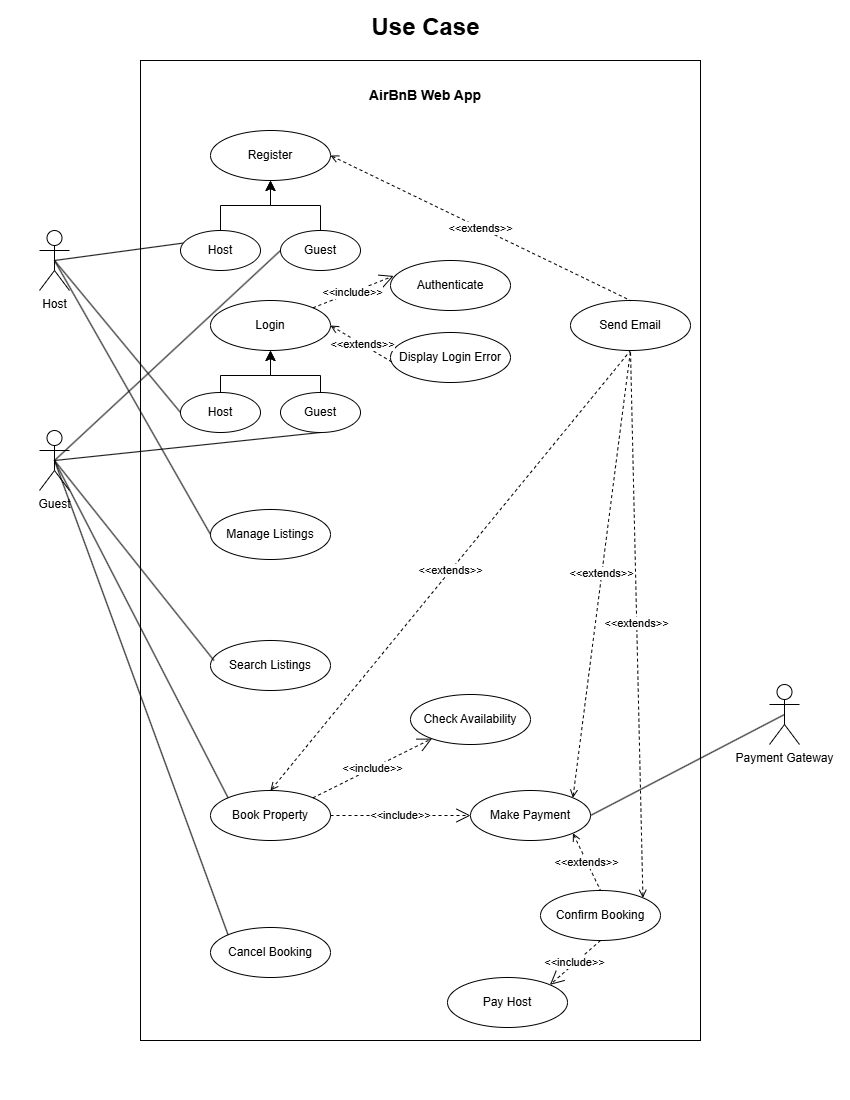 Use Case
AirBnB Web App
Register
<<extends>>
Host
Guest
Host
<<include>>
Authenticate
Login
Send Email
<<extends>>
Display Login Error
Host
Guest
Guest
Manage Listings
<<extends>>
<<extends>>
<<extends>>
Search Listings
Check Availability
Payment Gateway
<<include>>
Book Property
<<include>>
Make Payment
<<extends>>
Confirm Booking
Cancel Booking
<<include>>
Pay Host